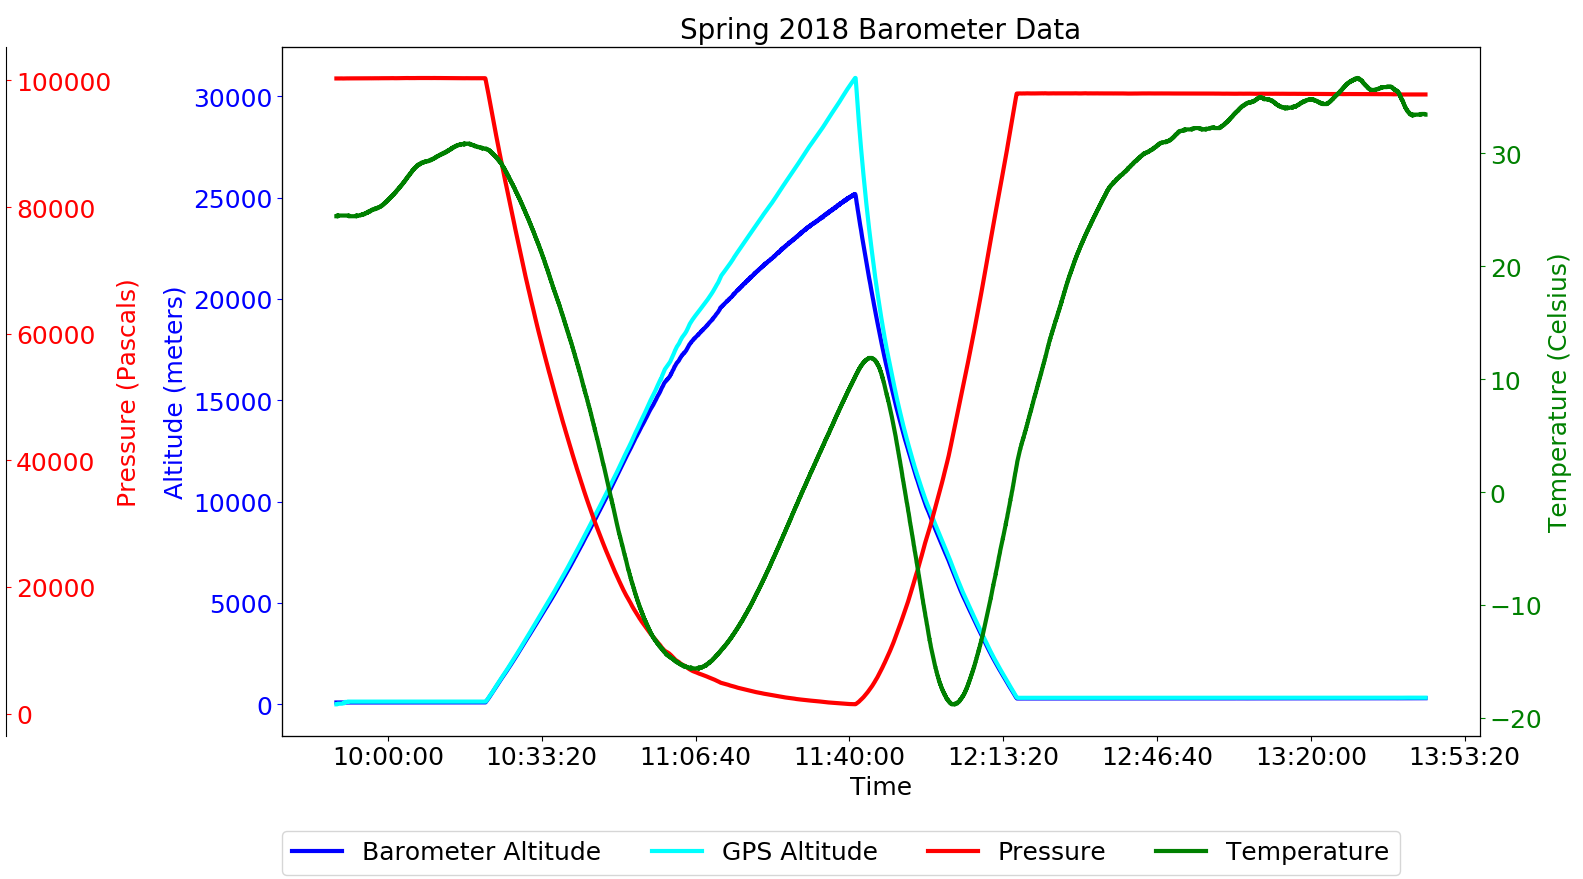 Spring 2018 Barometer Data
Pressure (Pascals)
100000
80000
60000
40000
20000
0
Altitude (meters)
30000
25000
20000
15000
10000
5000
0
30
20
10
0
−10
−20
Temperature (Celsius)
10:00:00 10:33:20 11:06:40 11:40:00 12:13:20 12:46:40 13:20:00 13:53:20
Time
Barometer Altitude GPS Altitude Pressure Temperature